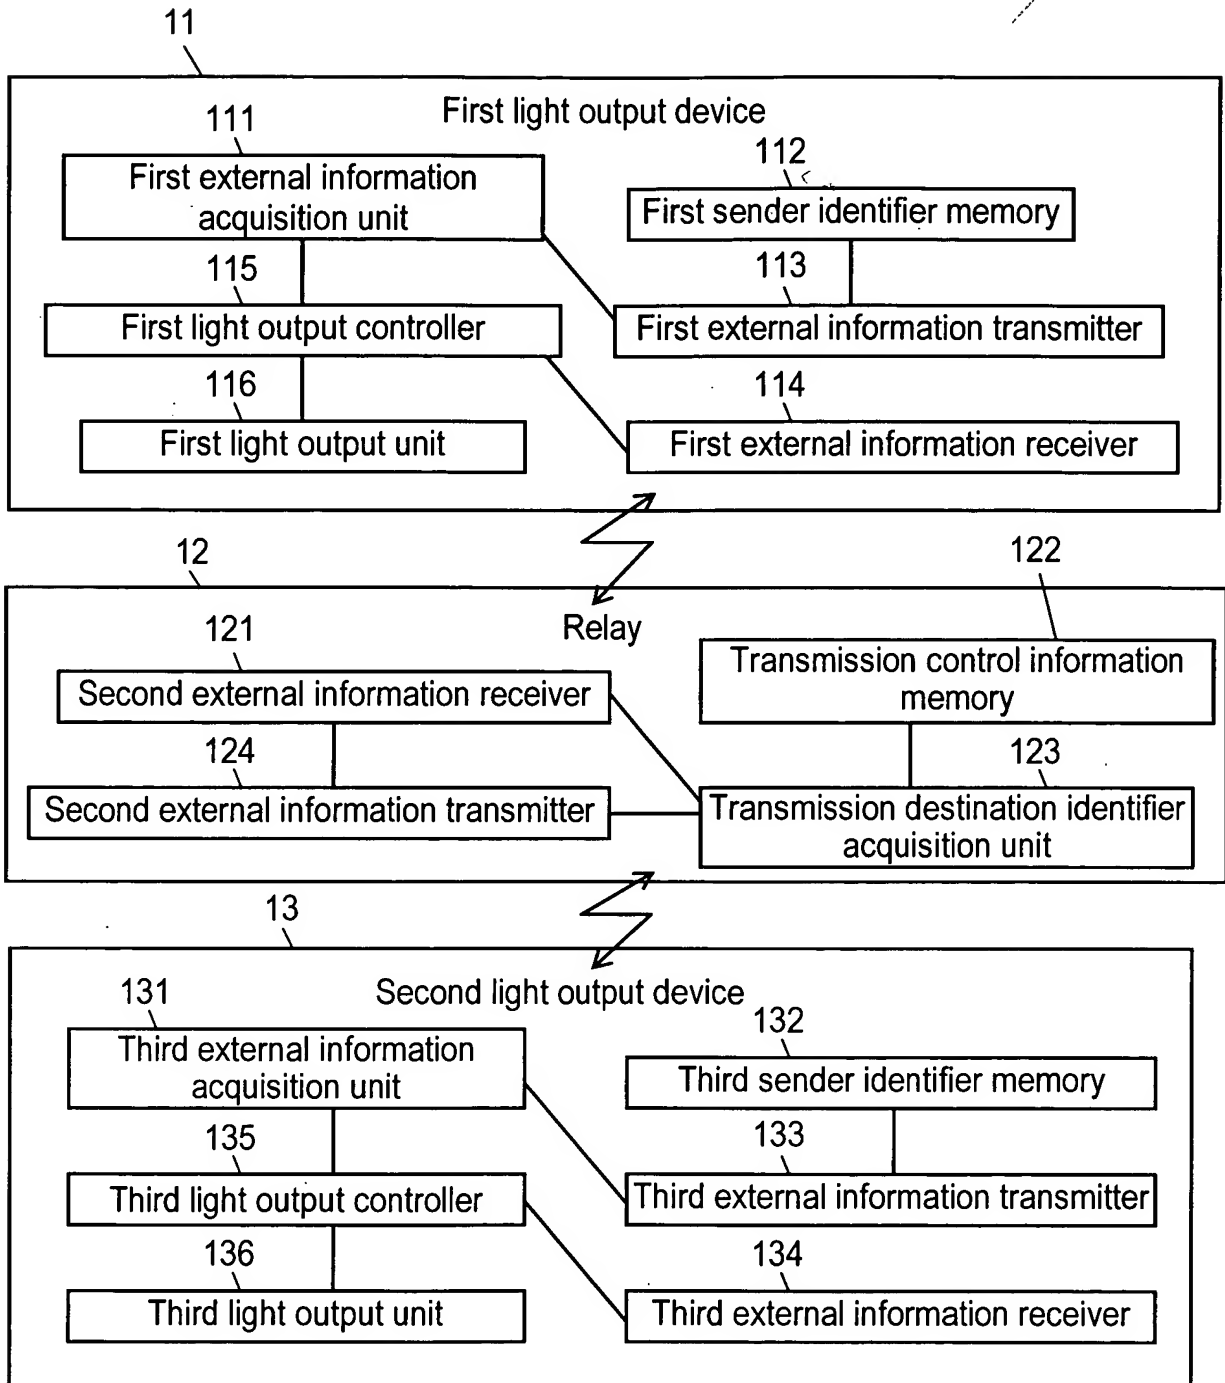 11
First light output device
111
First external information
acquisition unit
112
First sender identifier memory
115
First light output controller
113
First external information transmitter
116
First light output unit
114
First external information receiver
12
122
Relay
121
Second external information receiver
Transmission control information
memory
124
Second external information transmitter
123
Transmission destination identifier
acquisition unit
13
Second light output device
131
Third external information
acquisition unit
132
Third sender identifier memory
135
Third light output controller
133
Third external information transmitter
136
Third light output unit
134
Third external information receiver